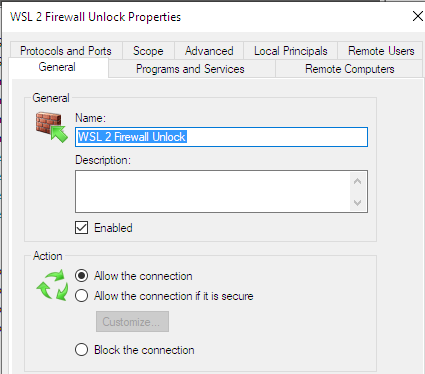 WSL 2 Firewall Unlock Properties
Protocols and Ports Scope Advanced Local Principals Remote Users
General Programs and Services Remote Computers
General
Name:
WSL 2 Firewall Unlock
Description:
Enabled
Action
Allow the connection
Allow the connection if it is secure
Customize...
Block the connection